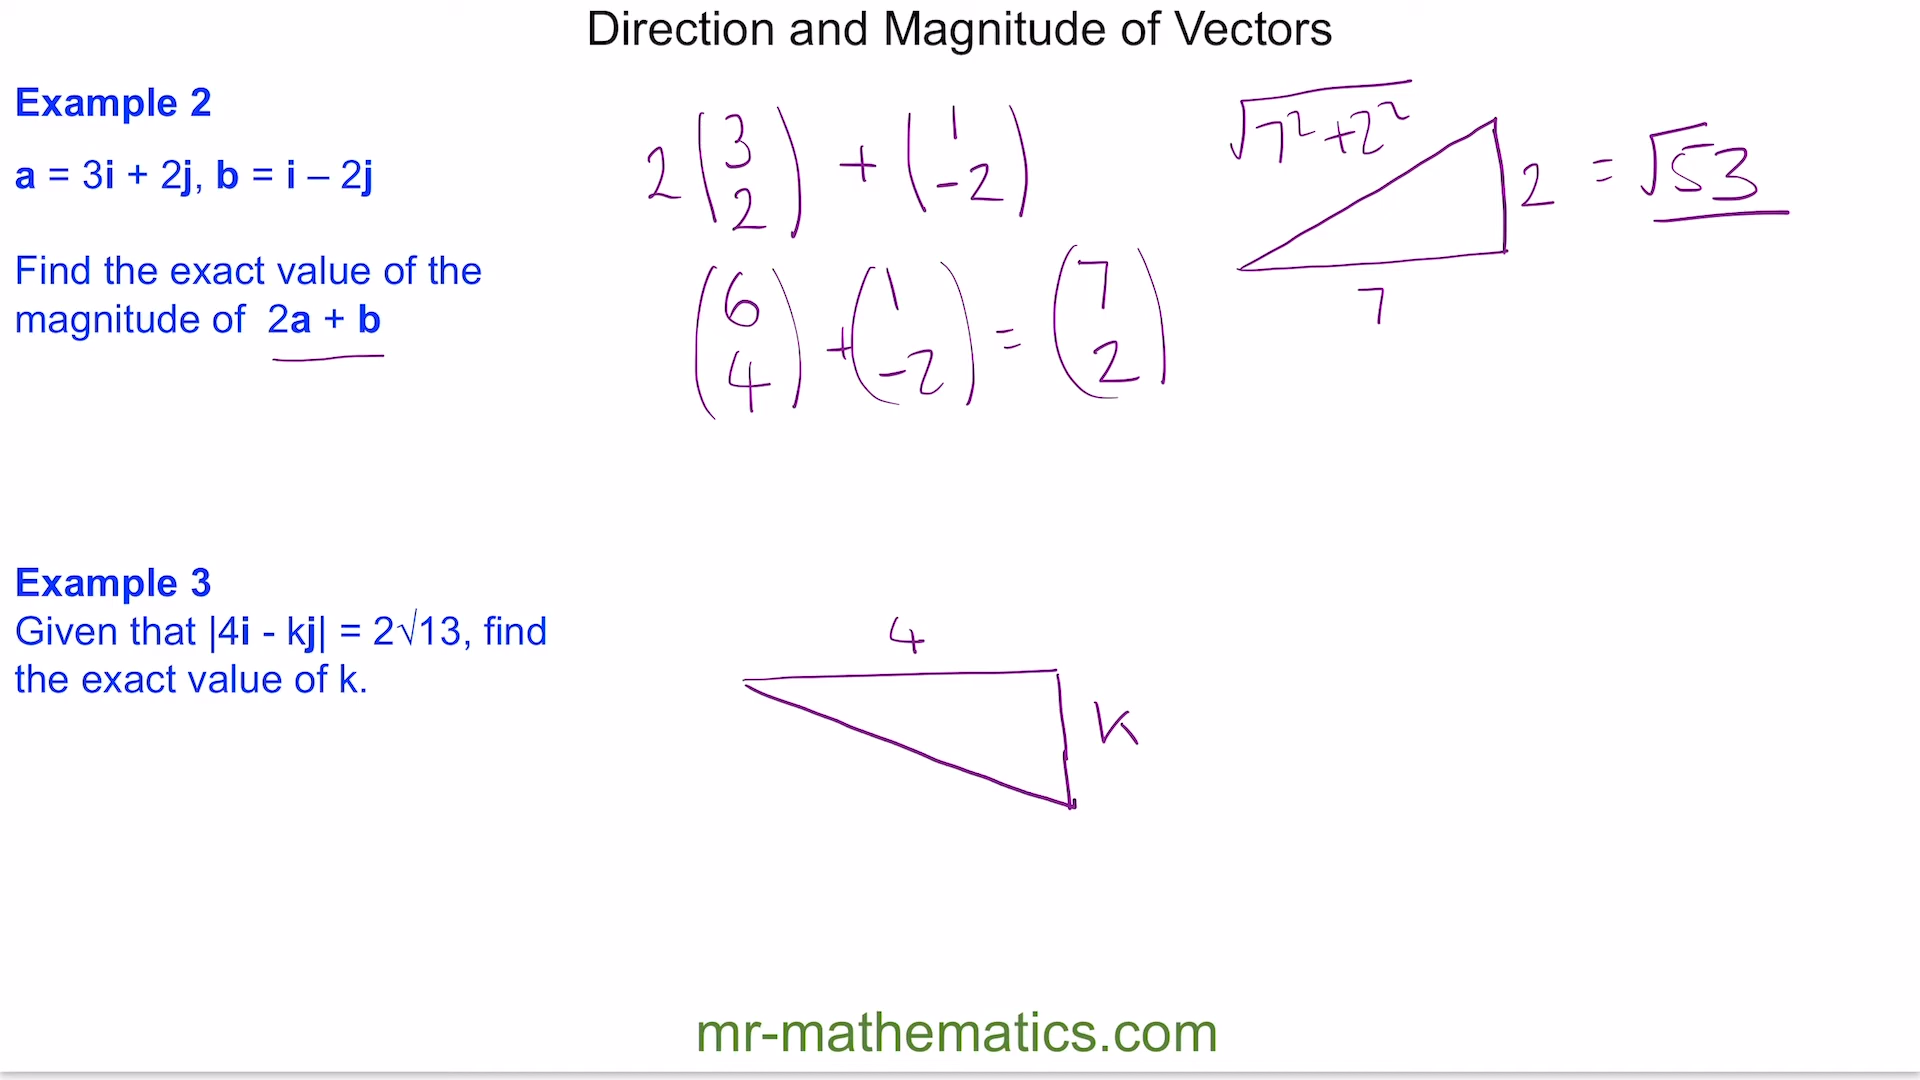 Direction and Magnitude of Vectors
Example 2
a = 3i + 2j, b = i – 2j
Find the exact value of the
magnitude of 2a + b
2(3 2) + (1 -2)
(6 4) + (1 -2) = (7 2)
√7²+2²
2
= √53
7
Example 3
Given that |4i - kj| = 2√13, find
the exact value of k.
4
k
mr-mathematics.com